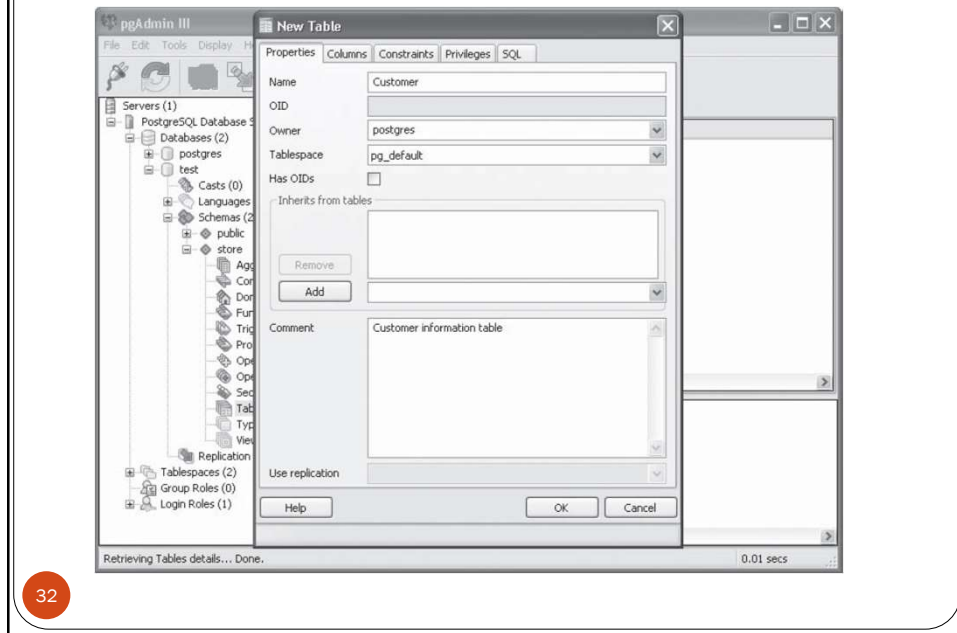 pgAdmin III
File Edit Tools Display
Servers (1)
PostgreSQL Database
Databases (2)
postgres
test
Casts (0)
Languages
Schemas
public
store
Replication
Tablespaces (2)
Group Roles (0)
Login Roles (1)
New Table
Properties Columns Constraints Privileges SQL
Name Customer
OID
Owner postgres
Tablespace pg_default
Has OIDs
Inherits from tables
Remove
Add
Comment Customer information table
Use replication
Help OK Cancel
Retrieving Tables details... Done. 0.01 secs
32